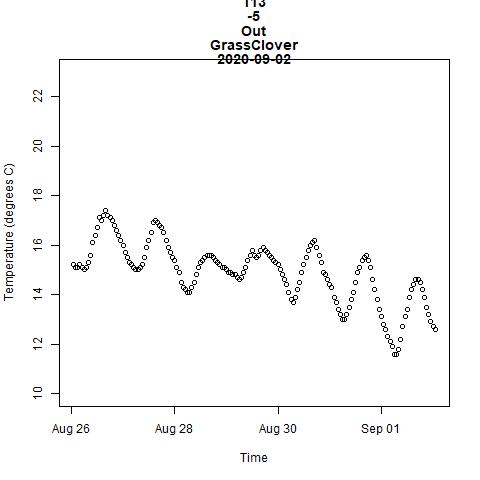 T13
-5
Out
GrassClover
2020-09-02
Temperature (degrees C)
22
20
18
16
14
12
10
Aug 26
Aug 28
Aug 30
Sep 01
Time